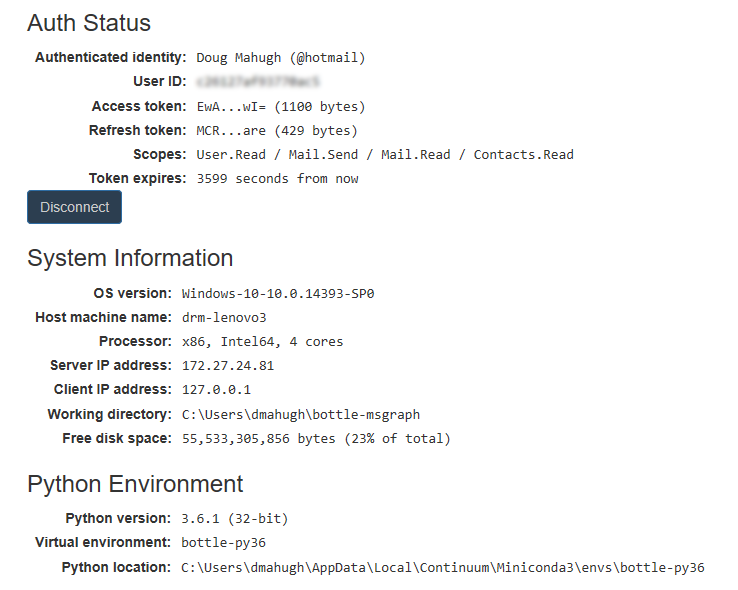 Auth Status
Authenticated identity: Doug Mahugh (@hotmail)
User ID:
Access token: EwA...wI= (1100 bytes)
Refresh token: MCR...are (429 bytes)
Scopes: User.Read / Mail.Send / Mail.Read / Contacts.Read
Token expires: 3599 seconds from now
Disconnect
System Information
OS version: Windows-10-10.0.14393-SP0
Host machine name: drm-lenovo3
Processor: x86, Intel64, 4 cores
Server IP address: 172.27.24.81
Client IP address: 127.0.0.1
Working directory: C:\Users\dmahugh\bottle-msgraph
Free disk space: 55,533,305,856 bytes (23% of total)
Python Environment
Python version: 3.6.1 (32-bit)
Virtual environment: bottle-py36
Python location: C:\Users\dmahugh\AppData\Local\Continuum\Miniconda3\envs\bottle-py36